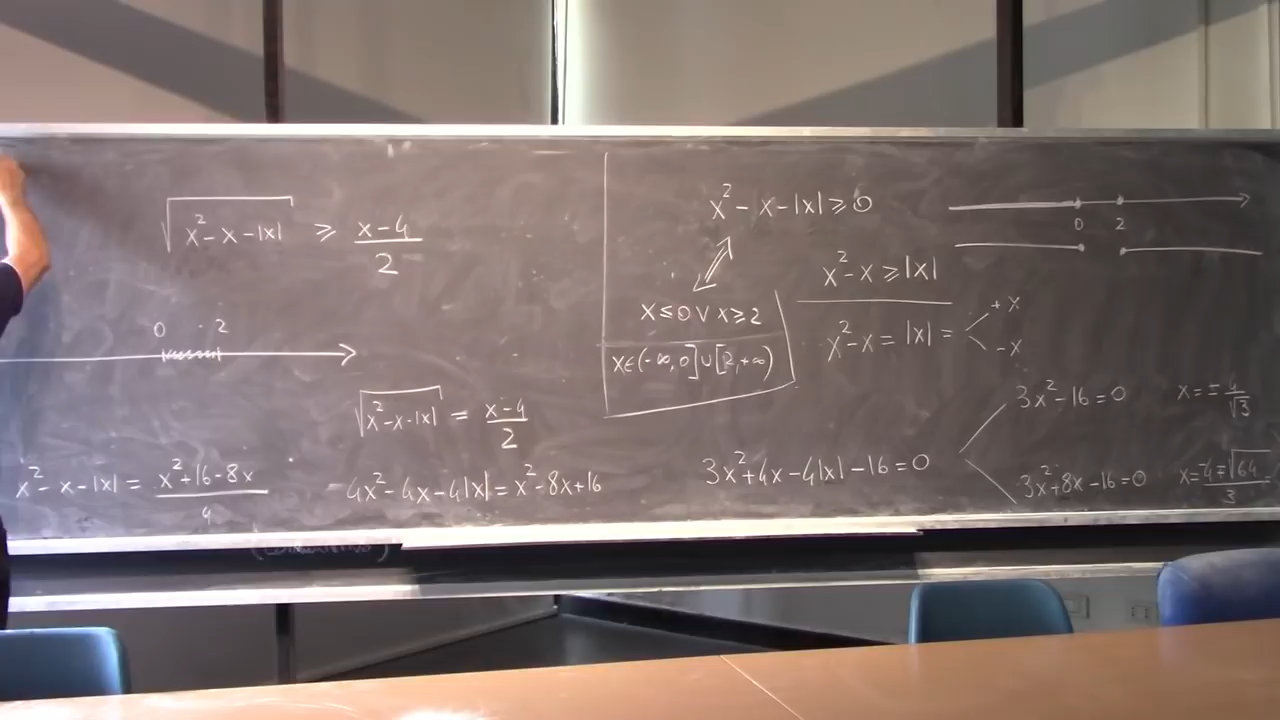 √(x²-x-|x|) ≥ (x-4)/2
0 2
√(x²-x-|x|) = (x-4)/2
x²-x-|x| = (x²+16-8x)/4
4x²-4x-4|x| = x²-8x+16
x²-x-|x| ≥ 0
x ≤ 0 ∨ x ≥ 2
x∈(-∞,0]∪[2,+∞)
x²-x ≥ |x|
x²-x = |x| =
+x
-x
0 2
3x²+4x-4|x|-16=0
3x²-16=0 x=±4/√3
3x²+8x-16=0